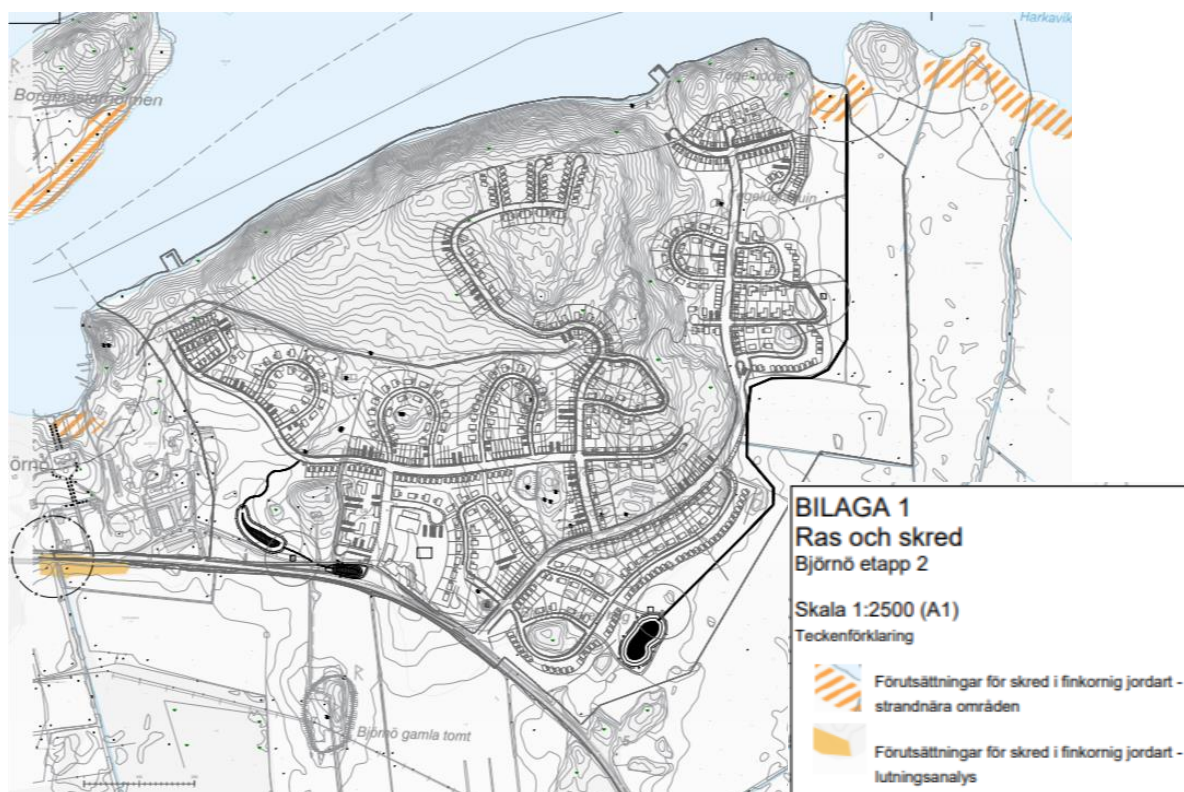 Harkavik
Borgmästarholmen
Tegeludden
BILAGA 1
Ras och skred
Björnö etapp 2
Skala 1:2500 (A1)
Teckenförklaring
Förutsättningar för skred i finkornig jordart -
strandnära områden
Förutsättningar för skred i finkornig jordart -
lutningsanalys
R
Björnö gamla tomt